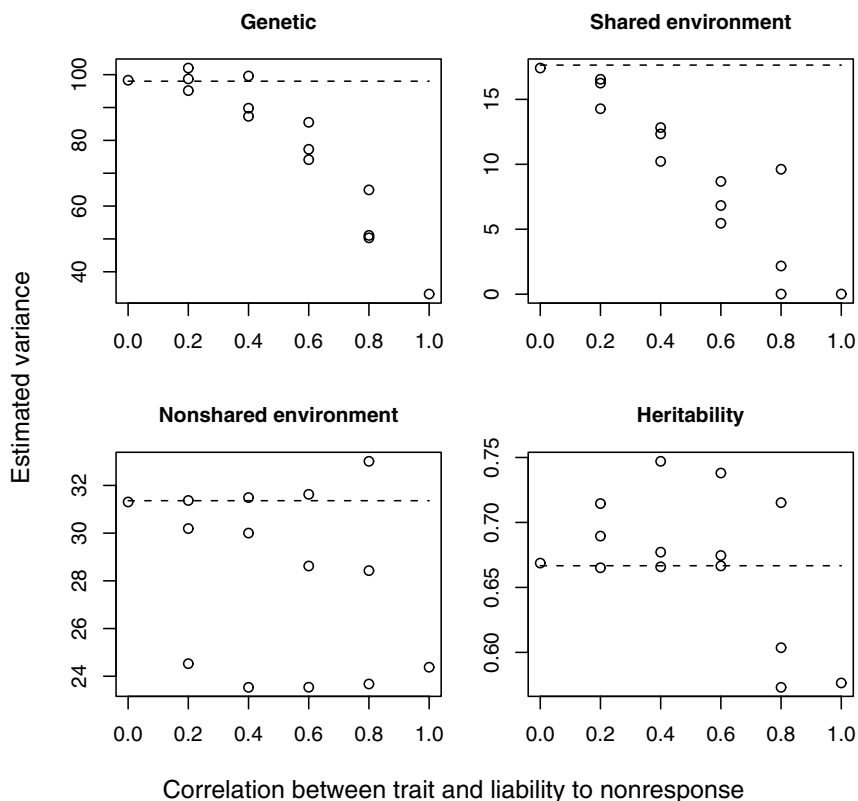 Genetic
Shared environment
100
80
60
40
15
10
5
0
0.0 0.2 0.4 0.6 0.8 1.0
0.0 0.2 0.4 0.6 0.8 1.0
Estimated variance
Nonshared environment
Heritability
32
30
28
26
24
0.75
0.70
0.65
0.60
0.0 0.2 0.4 0.6 0.8 1.0
0.0 0.2 0.4 0.6 0.8 1.0
Correlation between trait and liability to nonresponse